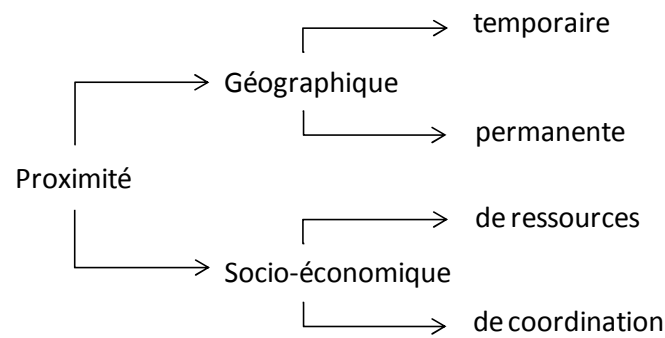 temporaire
Géographique
permanente
Proximité
de ressources
Socio-économique
de coordination